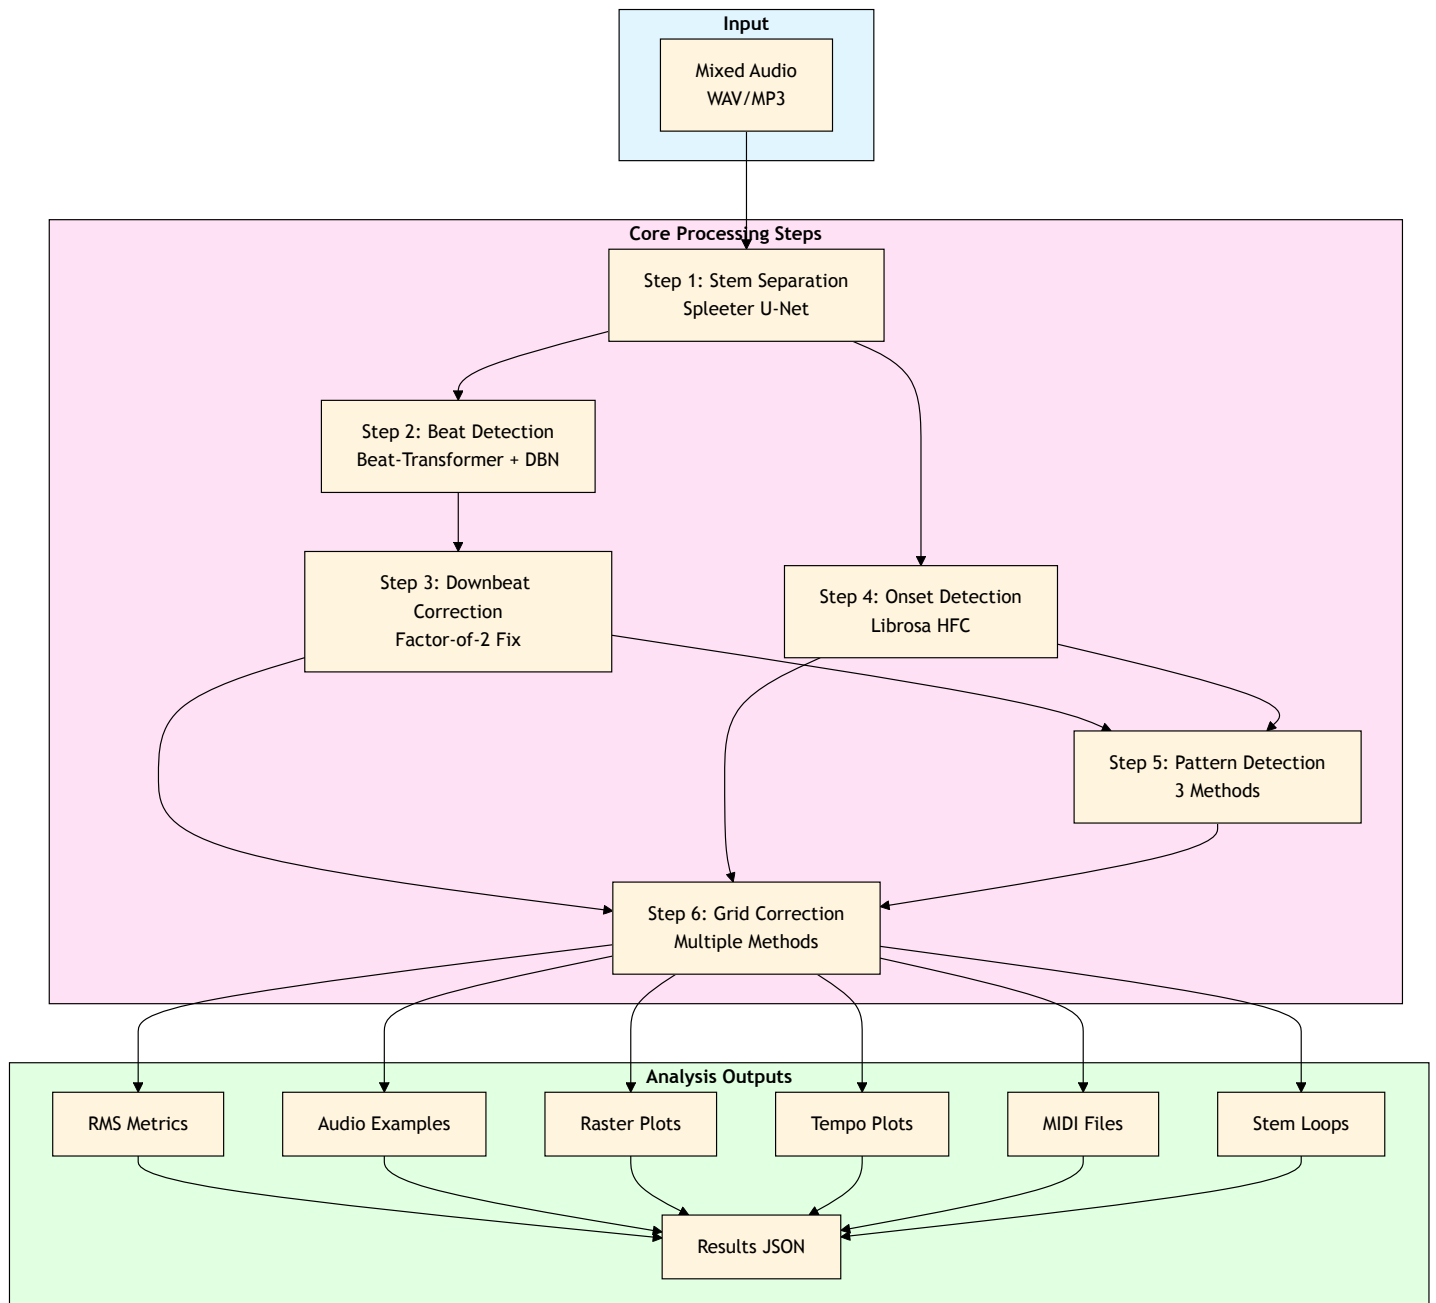 Input
Mixed Audio
WAV/MP3
Core Processing Steps
Step 1: Stem Separation
Spleeter U-Net
Step 2: Beat Detection
Beat-Transformer + DBN
Step 3: Downbeat
Correction
Factor-of-2 Fix
Step 4: Onset Detection
Librosa HFC
Step 5: Pattern Detection
3 Methods
Step 6: Grid Correction
Multiple Methods
Analysis Outputs
RMS Metrics
Audio Examples
Raster Plots
Tempo Plots
MIDI Files
Stem Loops
Results JSON